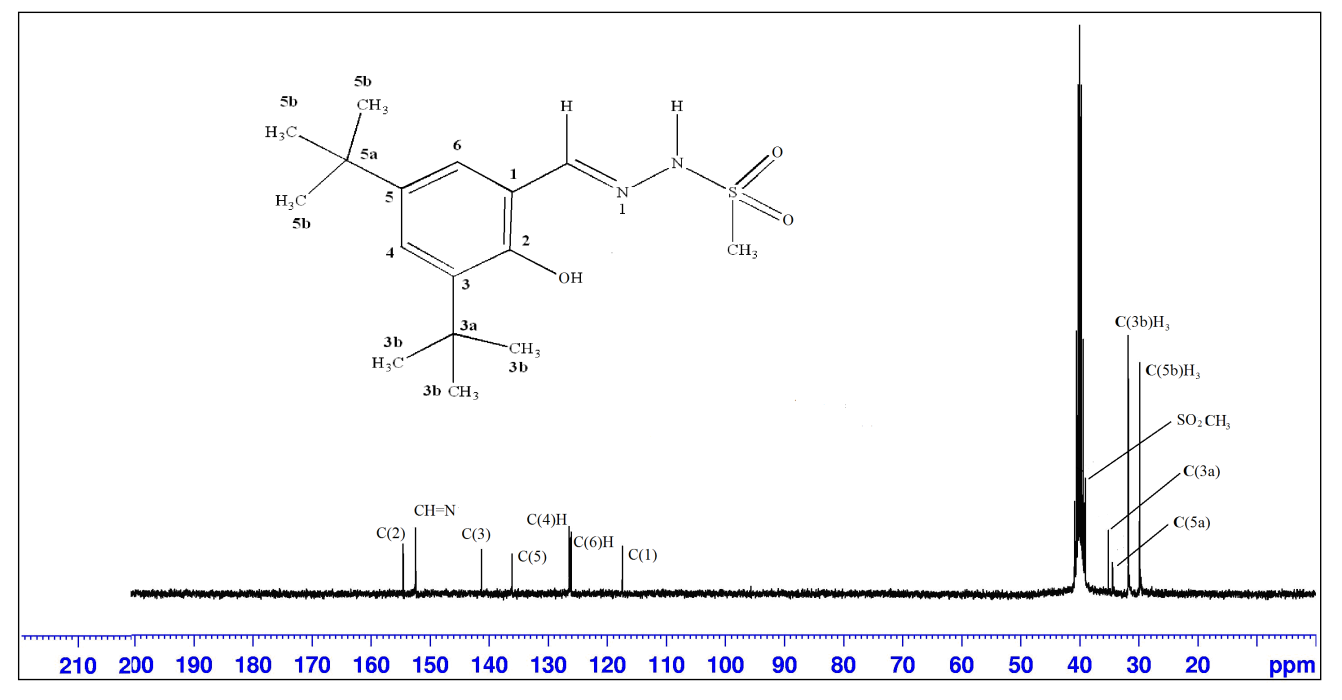 5b
5b
CH3
H3C
5a
H3C
5b
5
6
4
1
2
3
OH
H
N
1
H
N
S
O
O
CH3
3a
3b
H3C
CH3
3b
3b CH3
C(3b)H3
C(5b)H3
SO2CH3
C(3a)
C(5a)
C(2)
CH=N
C(3)
C(5)
C(4)H
C(6)H
C(1)
210 200 190 180 170 160 150 140 130 120 110 100 90 80 70 60 50 40 30 20 ppm